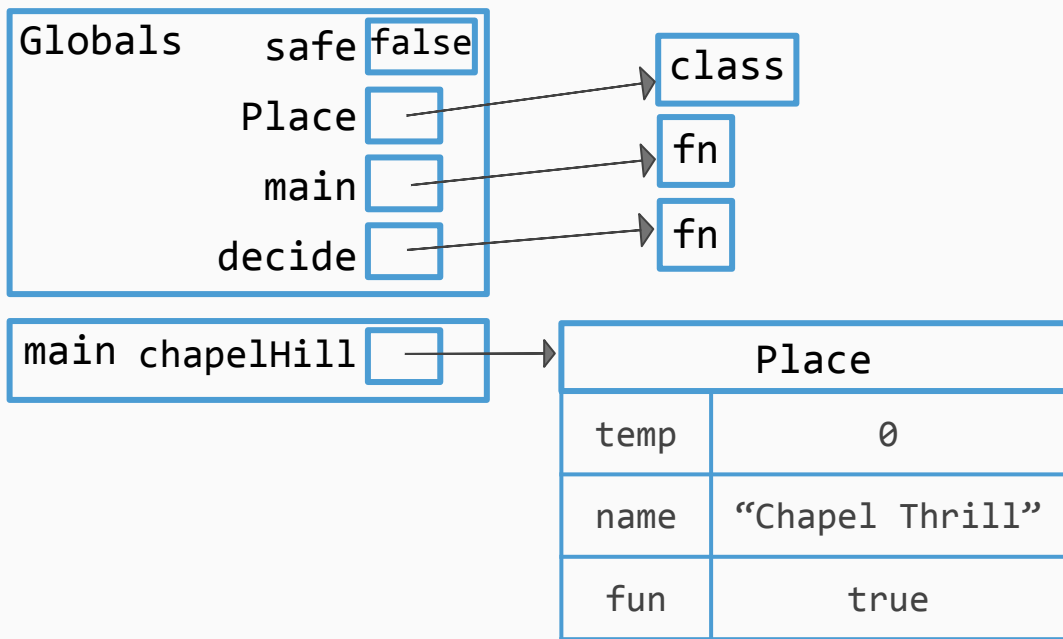 Globals safe false
Place class
main fn
decide fn
main chapelHill
Place
temp 0
name “Chapel Thrill”
fun true